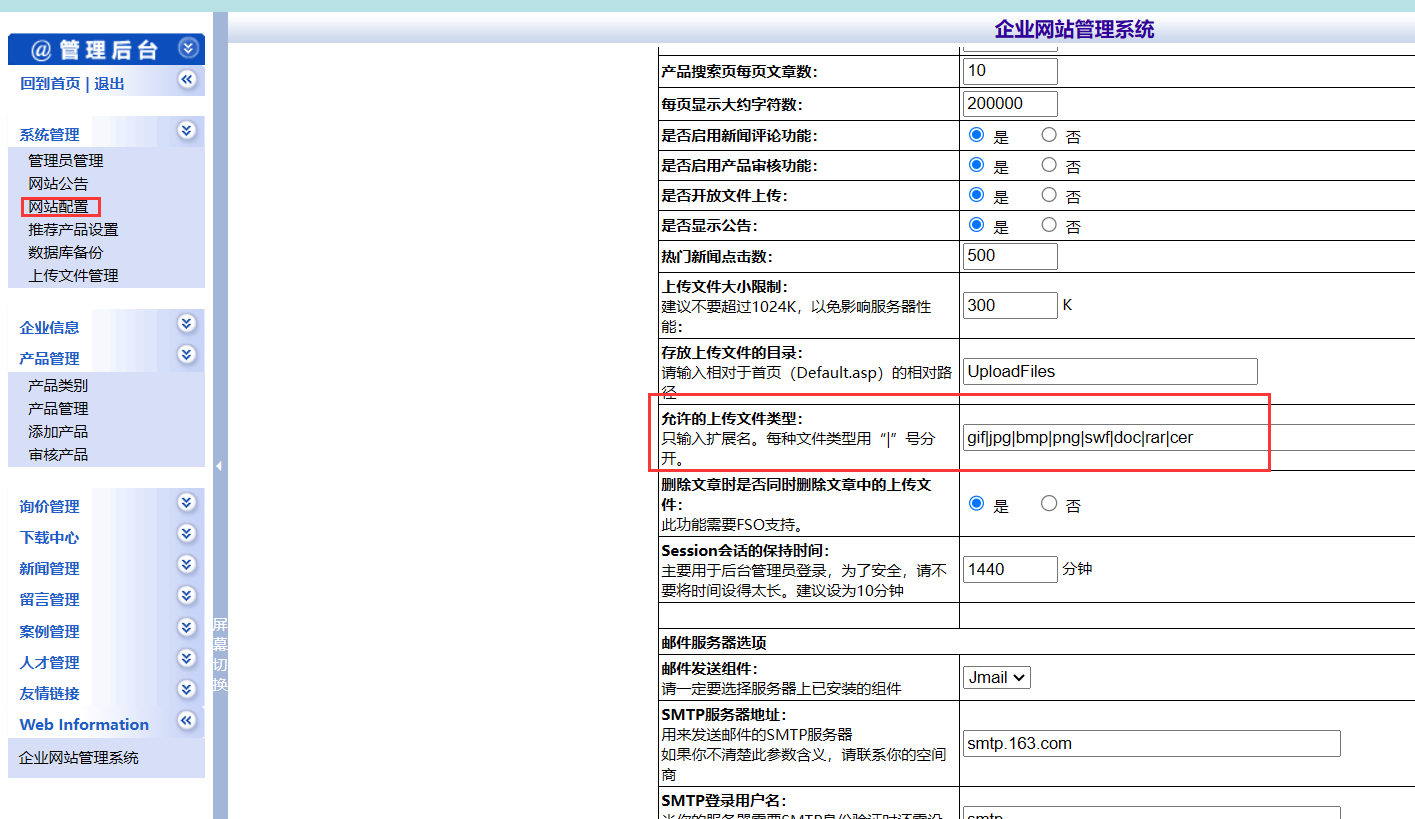 企业网站管理系统
@ 管理后台
回到首页 | 退出
系统管理
管理员管理
网站公告
网站配置
推荐产品设置
数据库备份
上传文件管理
企业信息
产品管理
产品类别
产品管理
添加产品
审核产品
询价管理
下载中心
新闻管理
留言管理
案例管理
人才管理
友情链接
Web Information
企业网站管理系统
屏
幕
切
换
产品搜索页每页文章数：
10
每页显示大约字符数：
200000
是否启用新闻评论功能：
是 否
是否启用产品审核功能：
是 否
是否开放文件上传：
是 否
是否显示公告：
是 否
热门新闻点击数：
500
上传文件大小限制：
建议不要超过1024K，以免影响服务器性
能：
300 K
存放上传文件的目录：
请输入相对于首页（Default.asp）的相对路
径
UploadFiles
允许的上传文件类型：
只输入扩展名。每种文件类型用“|”号分
开。
gif|jpg|bmp|png|swf|doc|rar|cer
删除文章时是否同时删除文章中的上传文
件：
此功能需要FSO支持。
是 否
Session会话的保持时间：
主要用于后台管理员登录，为了安全，请不
要将时间设得太长。建议设为10分钟
1440 分钟
邮件服务器选项
邮件发送组件：
请一定要选择服务器上已安装的组件
Jmail
SMTP服务器地址：
用来发送邮件的SMTP服务器
如果你不清楚此参数含义，请联系你的空间
商
smtp.163.com
SMTP登录用户名：
当你的服务器需要SMTP身份验证时还需设
smtp